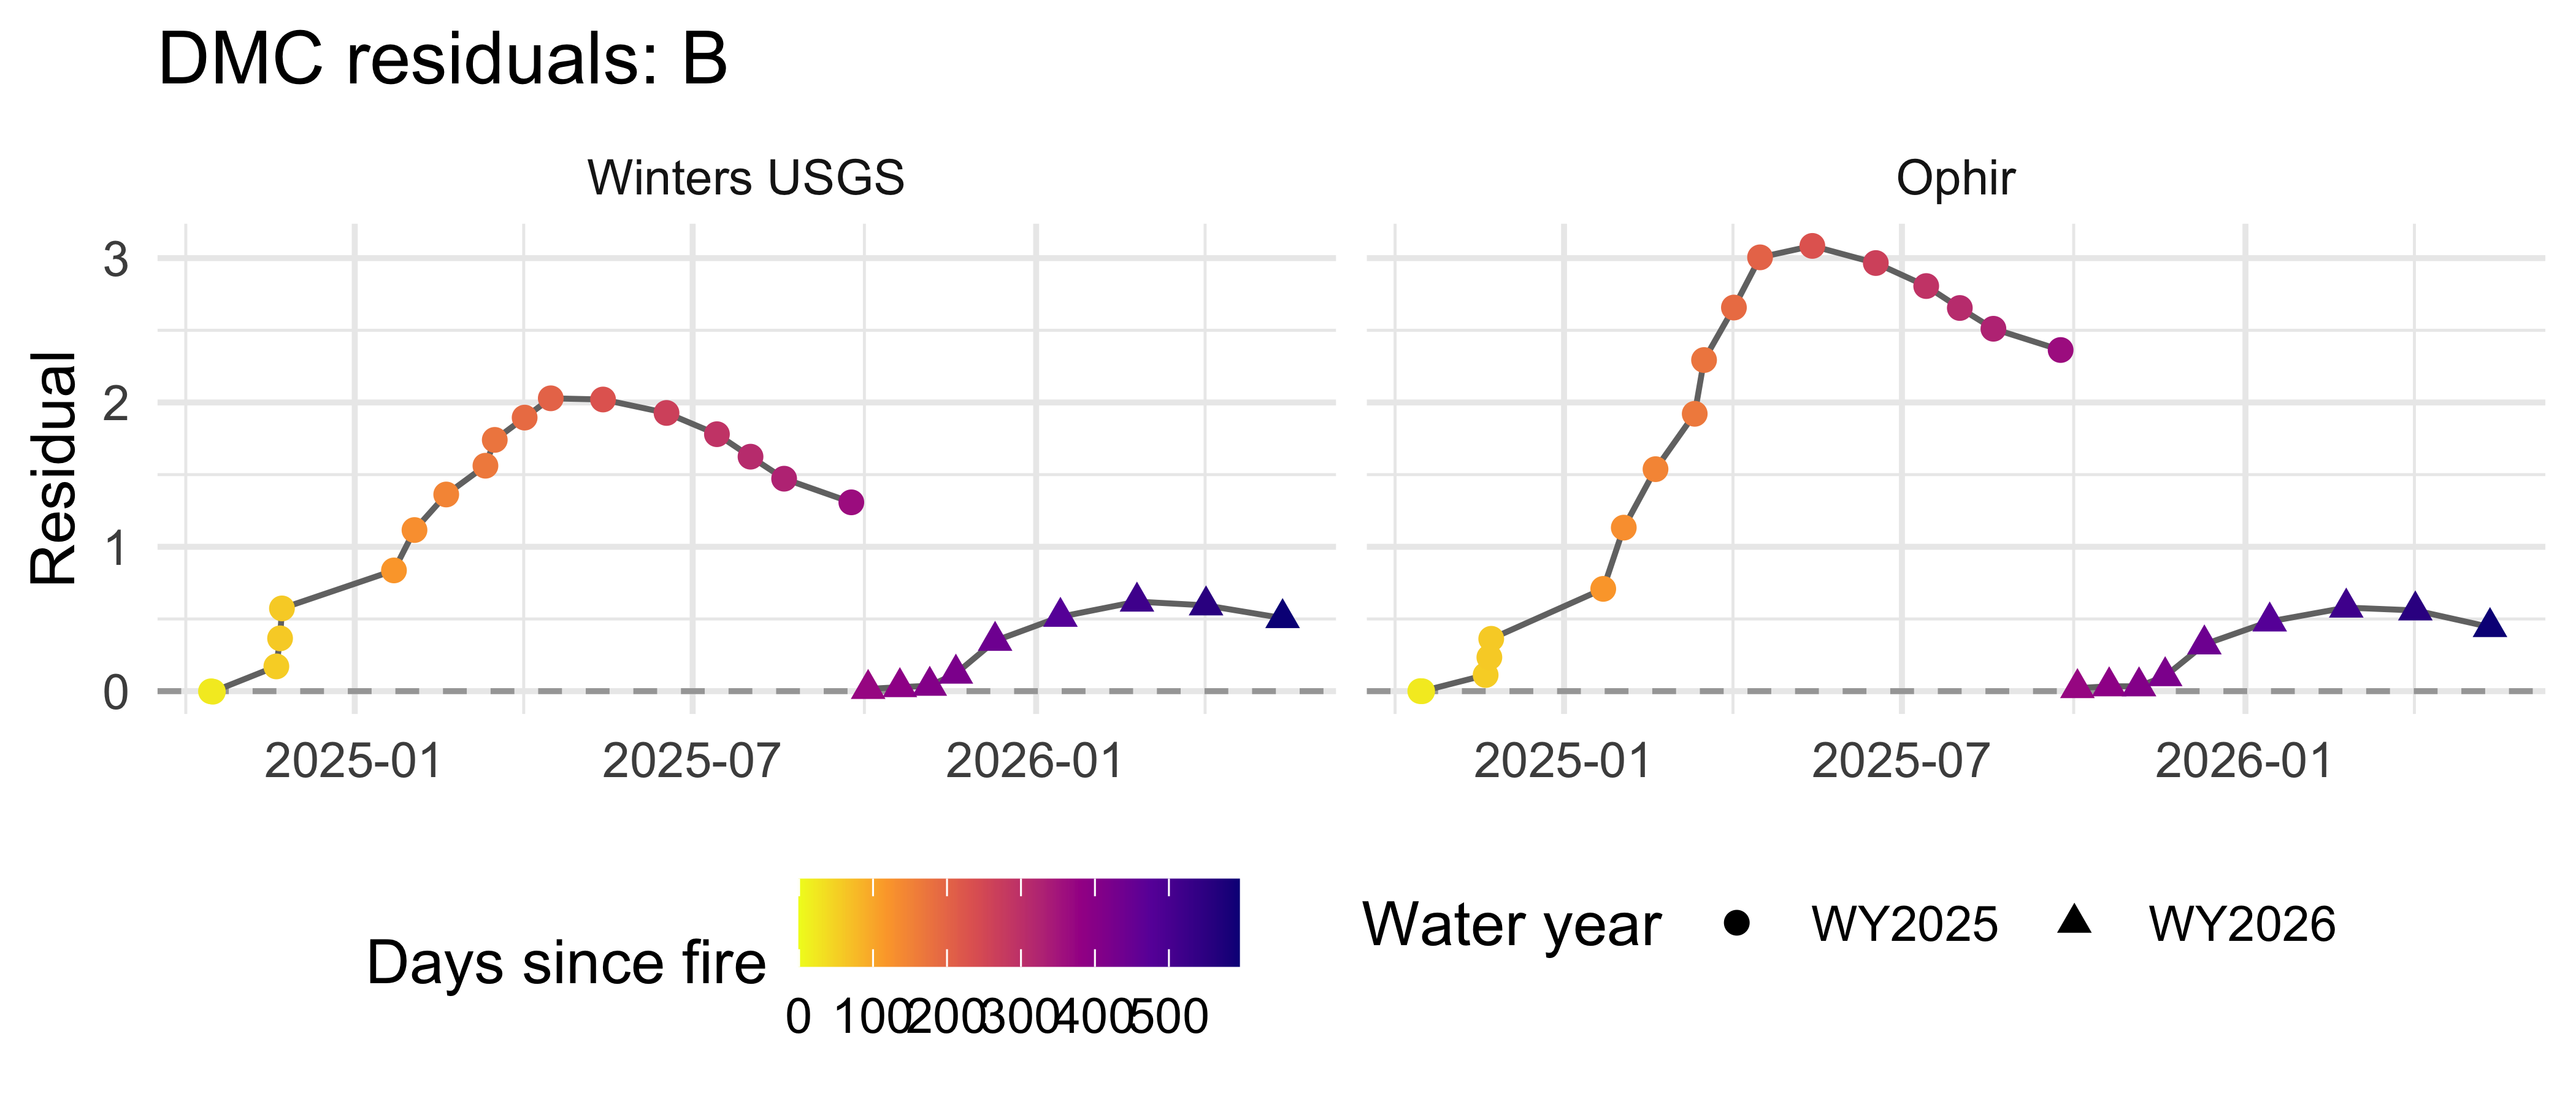 DMC residuals: B
Winters USGS
Ophir
Residual
3
2
1
0
2025-01 2025-07 2026-01
2025-01 2025-07 2026-01
Days since fire
0 100 200 300 400 500
Water year WY2025 WY2026